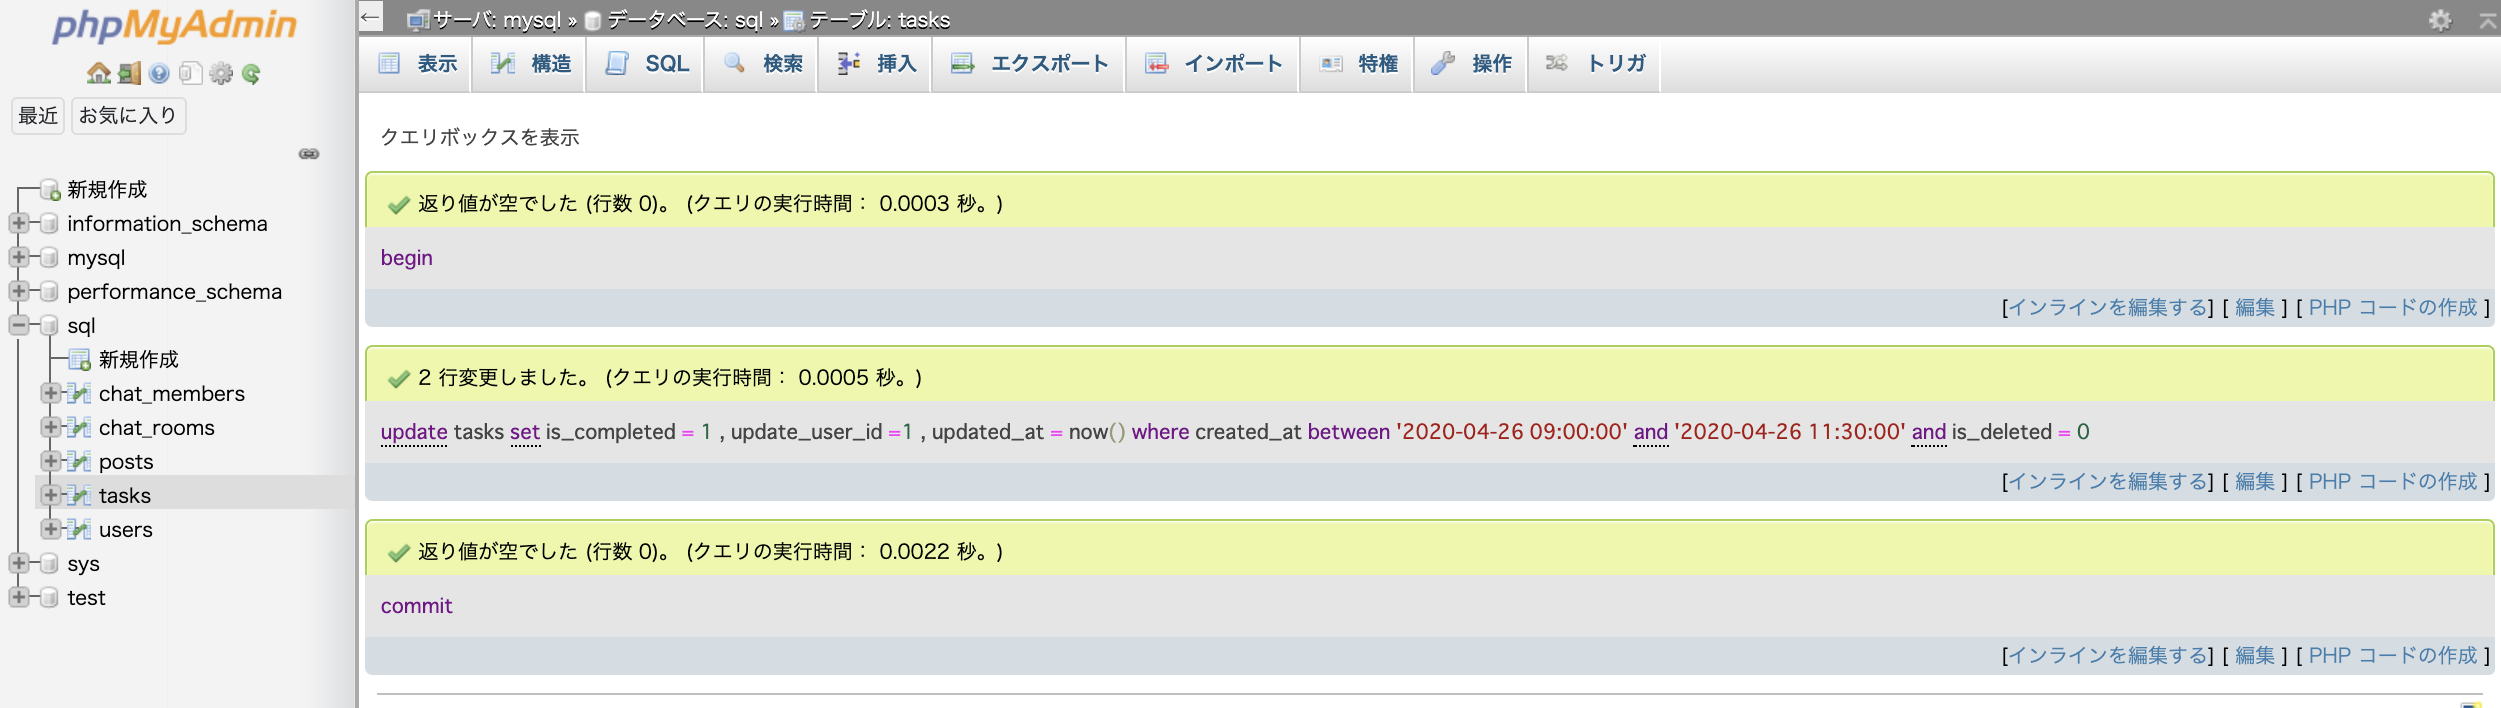 phpMyAdmin
最近 お気に入り
新規作成
information_schema
mysql
performance_schema
sql
新規作成
chat_members
chat_rooms
posts
tasks
users
sys
test
← サーバ: mysql » データベース: sql » テーブル: tasks
表示 構造 SQL 検索 挿入 エクスポート インポート 特権 操作 トリガ
クエリボックスを表示
返り値が空でした (行数 0)。 (クエリの実行時間： 0.0003 秒。)
begin
[インラインを編集する] [ 編集 ] [ PHP コードの作成 ]
2 行変更しました。 (クエリの実行時間： 0.0005 秒。)
update tasks set is_completed = 1 , update_user_id =1 , updated_at = now() where created_at between '2020-04-26 09:00:00' and '2020-04-26 11:30:00' and is_deleted = 0
[インラインを編集する] [ 編集 ] [ PHP コードの作成 ]
返り値が空でした (行数 0)。 (クエリの実行時間： 0.0022 秒。)
commit
[インラインを編集する] [ 編集 ] [ PHP コードの作成 ]